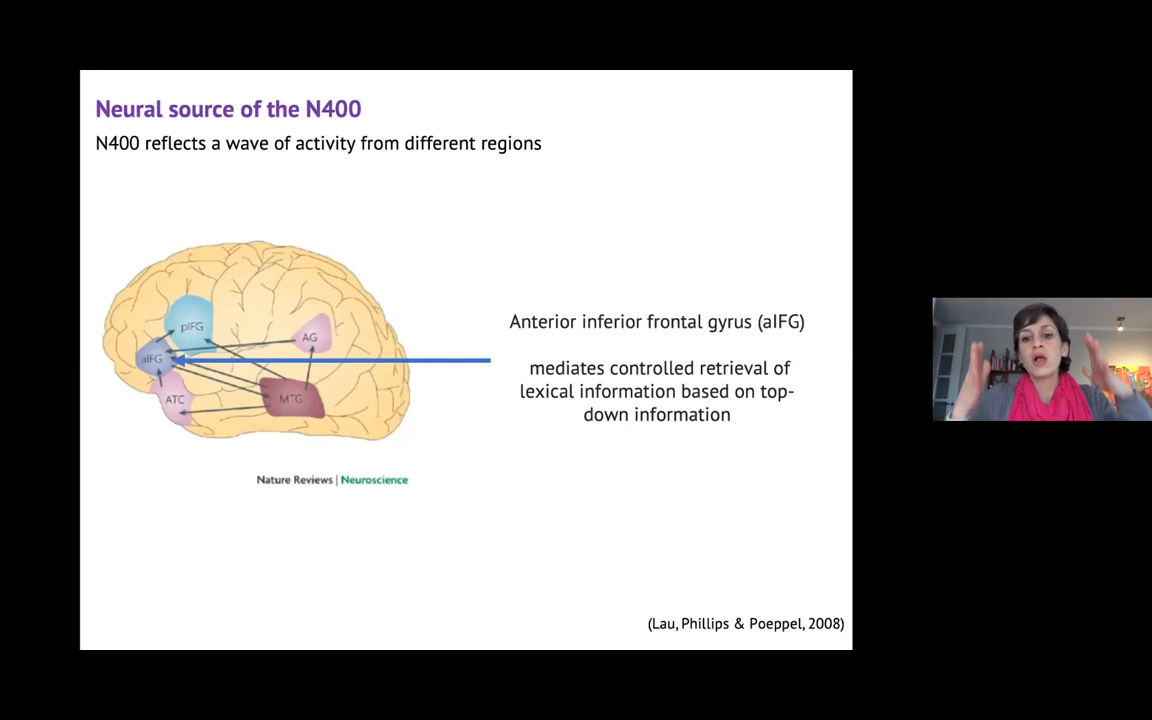 Neural source of the N400
N400 reflects a wave of activity from different regions
pIFG
AG
aIFG
ATC
MTG
Anterior inferior frontal gyrus (aIFG)
mediates controlled retrieval of
lexical information based on top-
down information
Nature Reviews | Neuroscience
(Lau, Phillips & Poeppel, 2008)